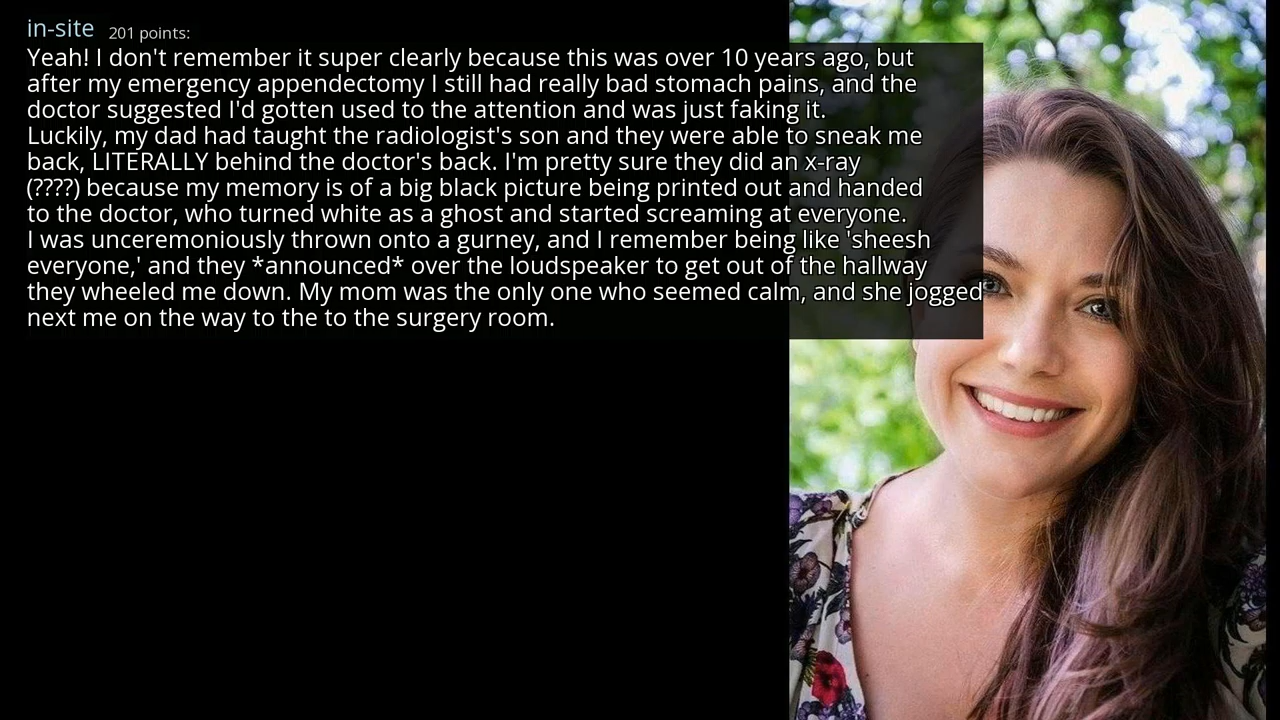 in-site 201 points:
Yeah! I don't remember it super clearly because this was over 10 years ago, but
after my emergency appendectomy I still had really bad stomach pains, and the
doctor suggested I'd gotten used to the attention and was just faking it.
Luckily, my dad had taught the radiologist's son and they were able to sneak me
back, LITERALLY behind the doctor's back. I'm pretty sure they did an x-ray
(????) because my memory is of a big black picture being printed out and handed
to the doctor, who turned white as a ghost and started screaming at everyone.
I was unceremoniously thrown onto a gurney, and I remember being like 'sheesh
everyone,' and they *announced* over the loudspeaker to get out of the hallway
they wheeled me down. My mom was the only one who seemed calm, and she jogged
next me on the way to the to the surgery room.